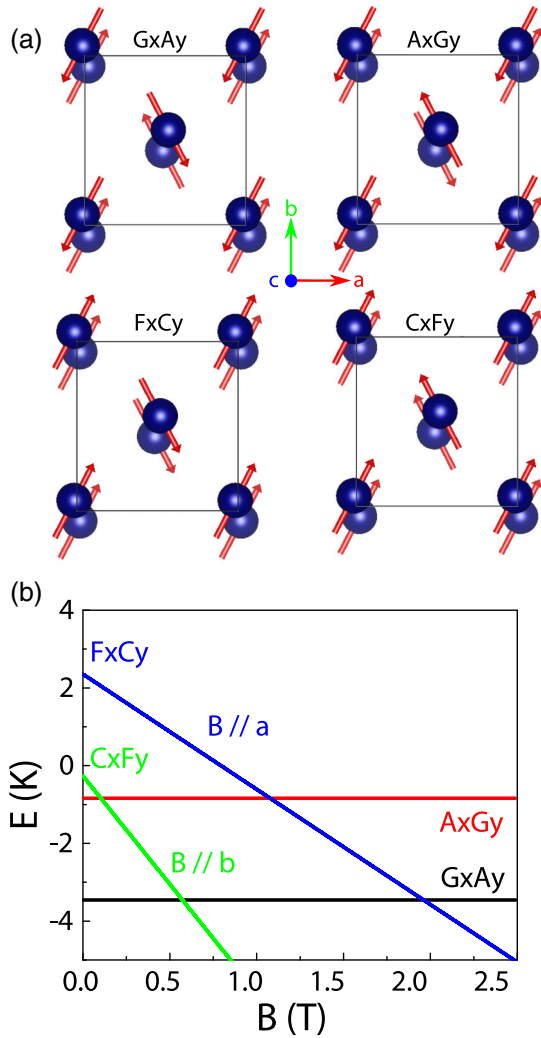 (a)
GxAy
AxGy
b
c
a
FxCy
CxFy
(b)
4
2
0
-2
-4
E (K)
FxCy
B // a
CxFy
AxGy
B // b
GxAy
0.0
0.5
1.0
1.5
2.0
2.5
B (T)